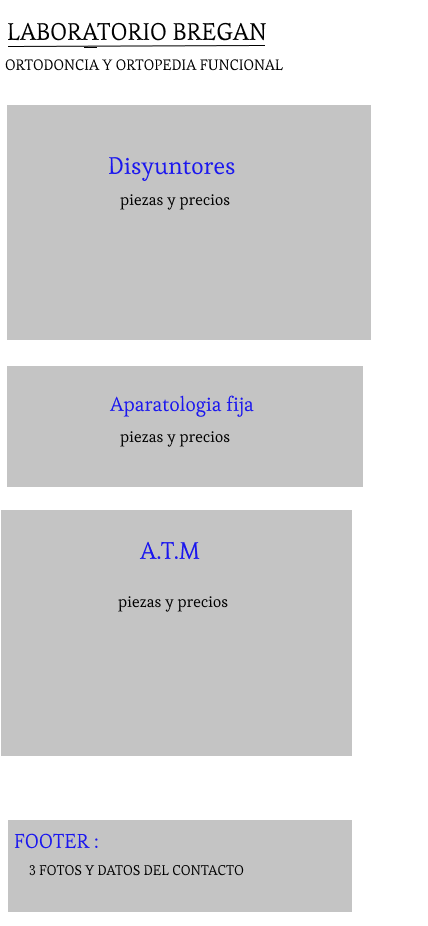 LABORATORIO BREGAN
ORTODONCIA Y ORTOPEDIA FUNCIONAL
Disyuntores
piezas y precios
Aparatologia fija
piezas y precios
A.T.M
piezas y precios
FOOTER :
3 FOTOS Y DATOS DEL CONTACTO